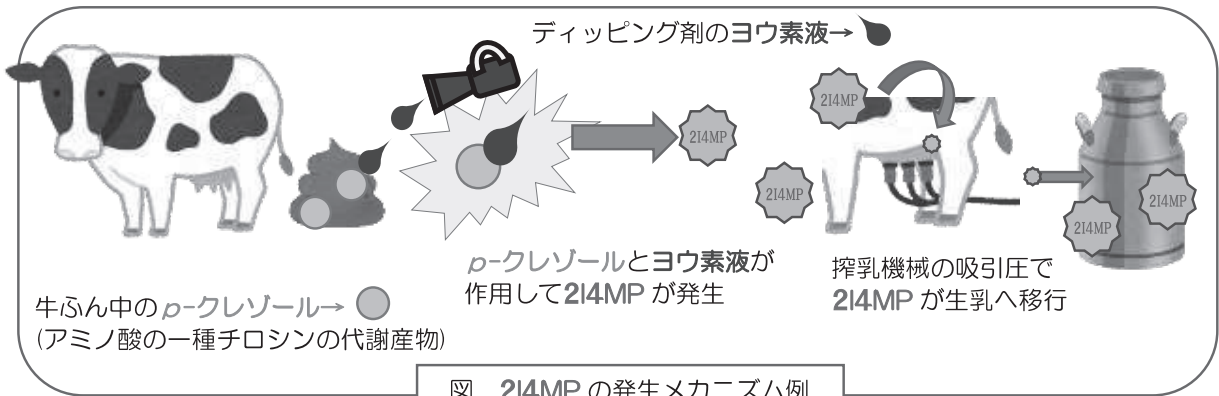 ディッピング剤のヨウ素液→
2I4MP
2I4MP
2I4MP
2I4MP
2I4MP
p-クレゾールとヨウ素液が
作用して2I4MP が発生
搾乳機械の吸引圧で
2I4MP が生乳へ移行
牛ふん中のp-クレゾール→
(アミノ酸の一種チロシンの代謝産物)
図 2I4MP の発生メカニズム例